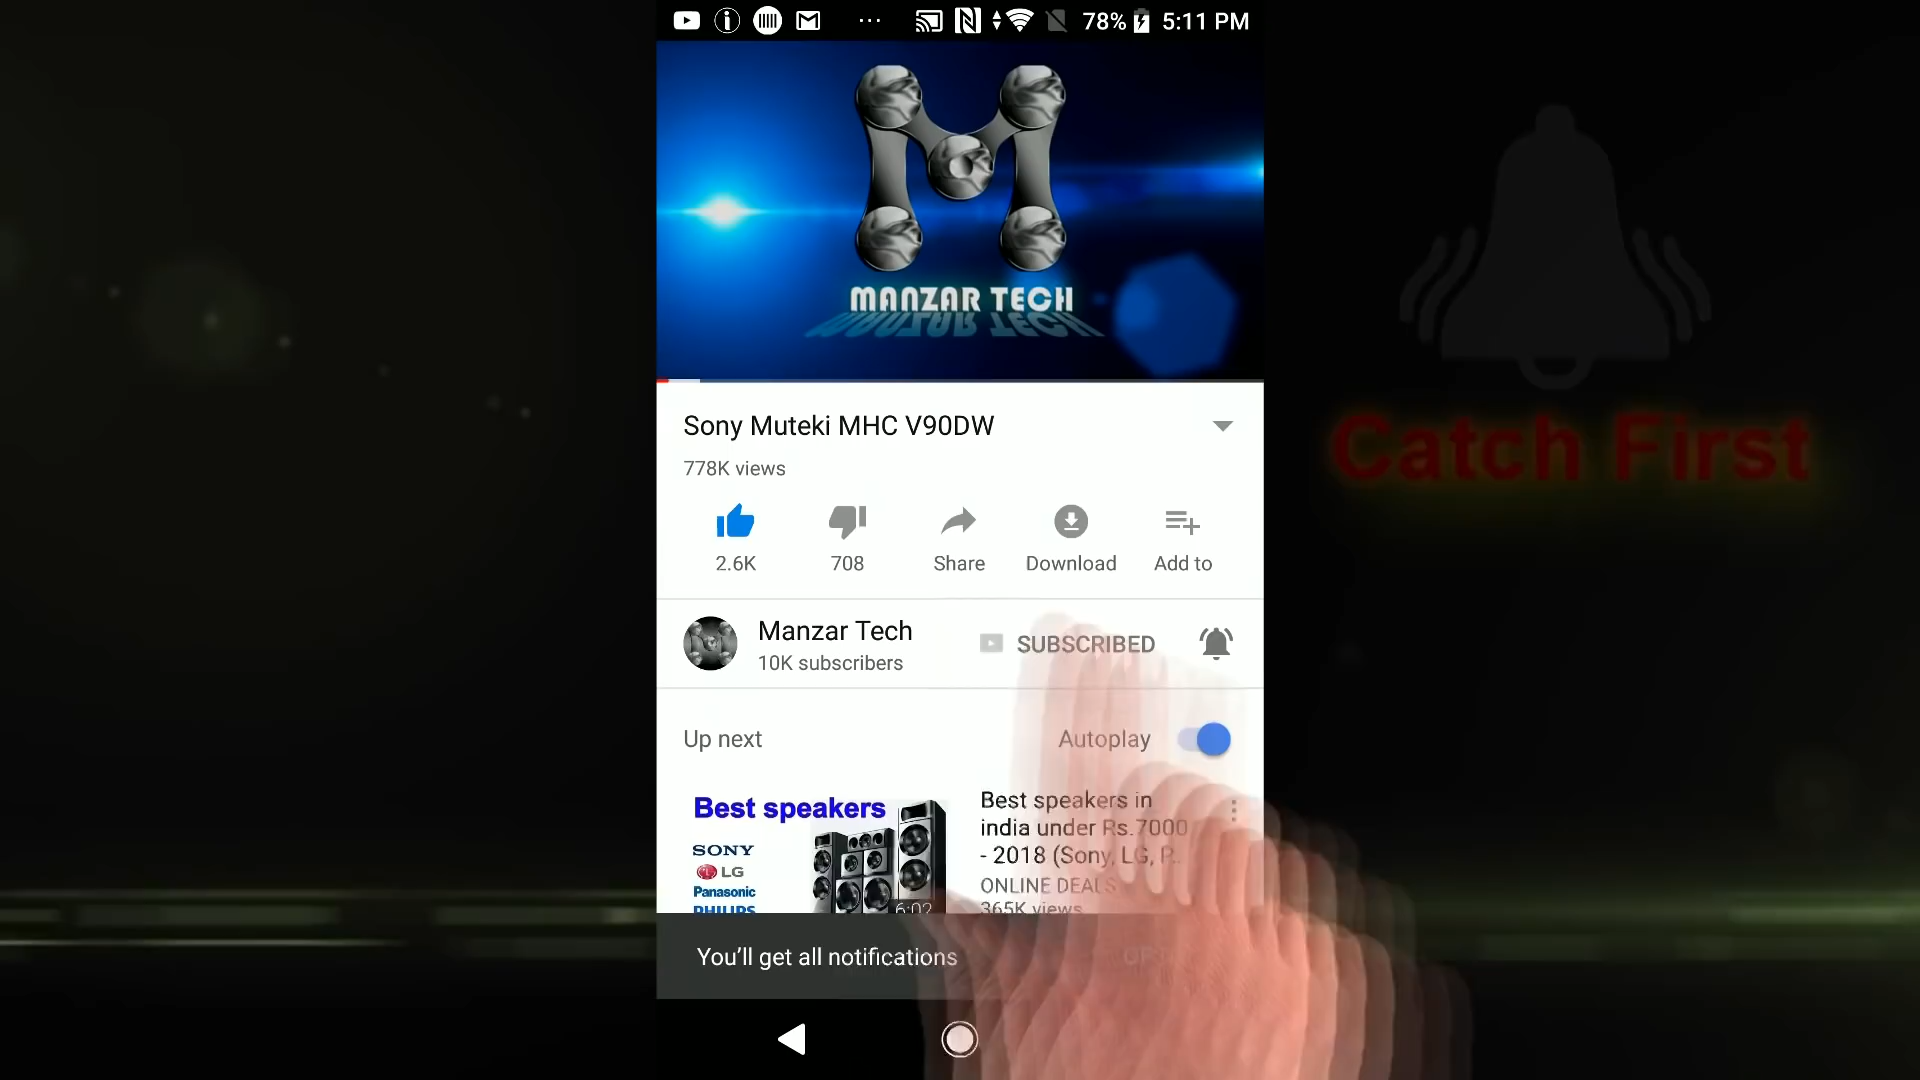 78% 5:11 PM
MANZAR TECH
Sony Muteki MHC V90DW
778K views
2.6K
708
Share
Download
Add to
Manzar Tech
10K subscribers
SUBSCRIBED
Up next
Autoplay
Best speakers
SONY
LG
Panasonic
PHILIPS
6:02
Best speakers in
india under Rs.7000
- 2018 (Sony, LG, P..
ONLINE DEALS
365K views
You'll get all notifications
Catch First